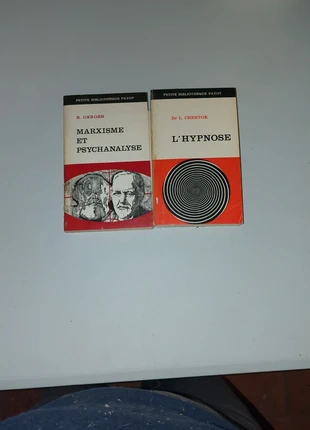 PETITE BIBLIOTHÈQUE PAYOT
R. OSBORN
MARXISME
ET
PSYCHANALYSE
PETITE BIBLIOTHÈQUE PAYOT
Dr L. CHERTOK
L'HYPNOSE